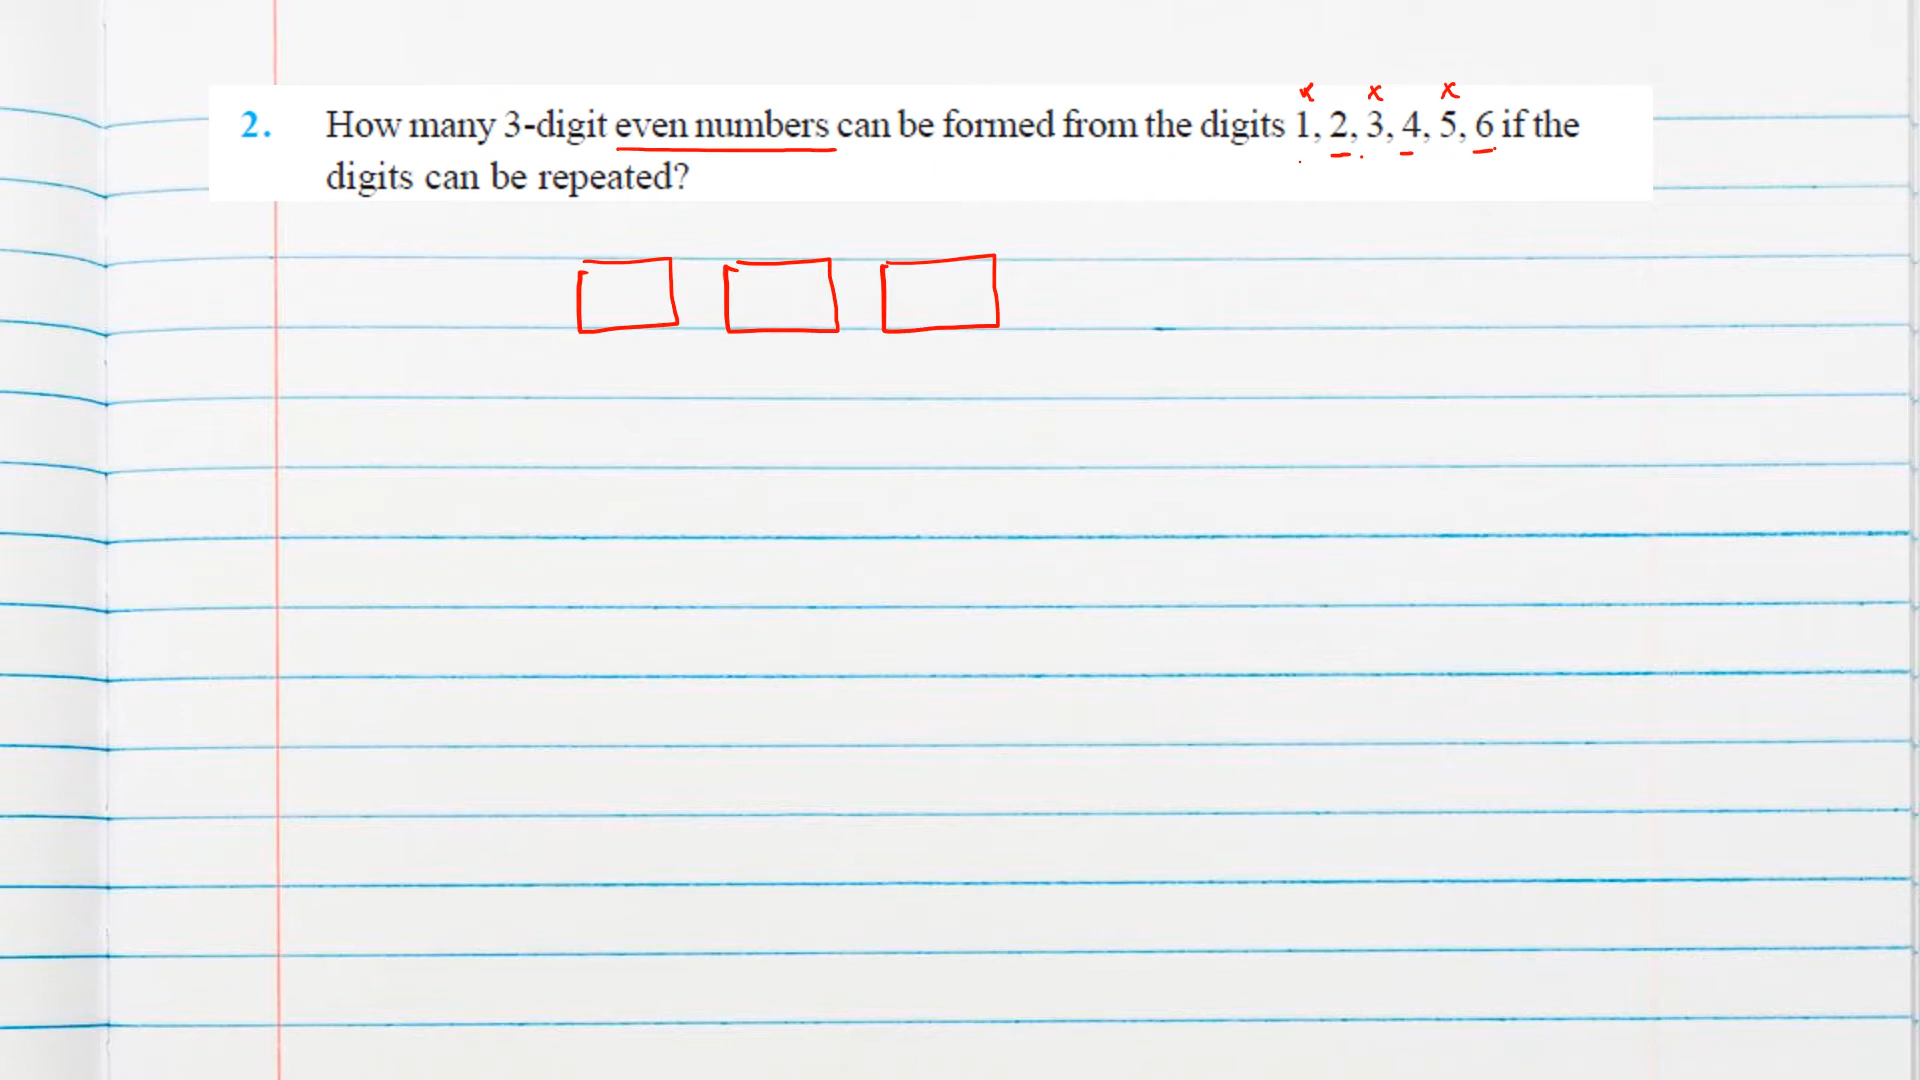 2. How many 3-digit even numbers can be formed from the digits 1, 2, 3, 4, 5, 6 if the
digits can be repeated?